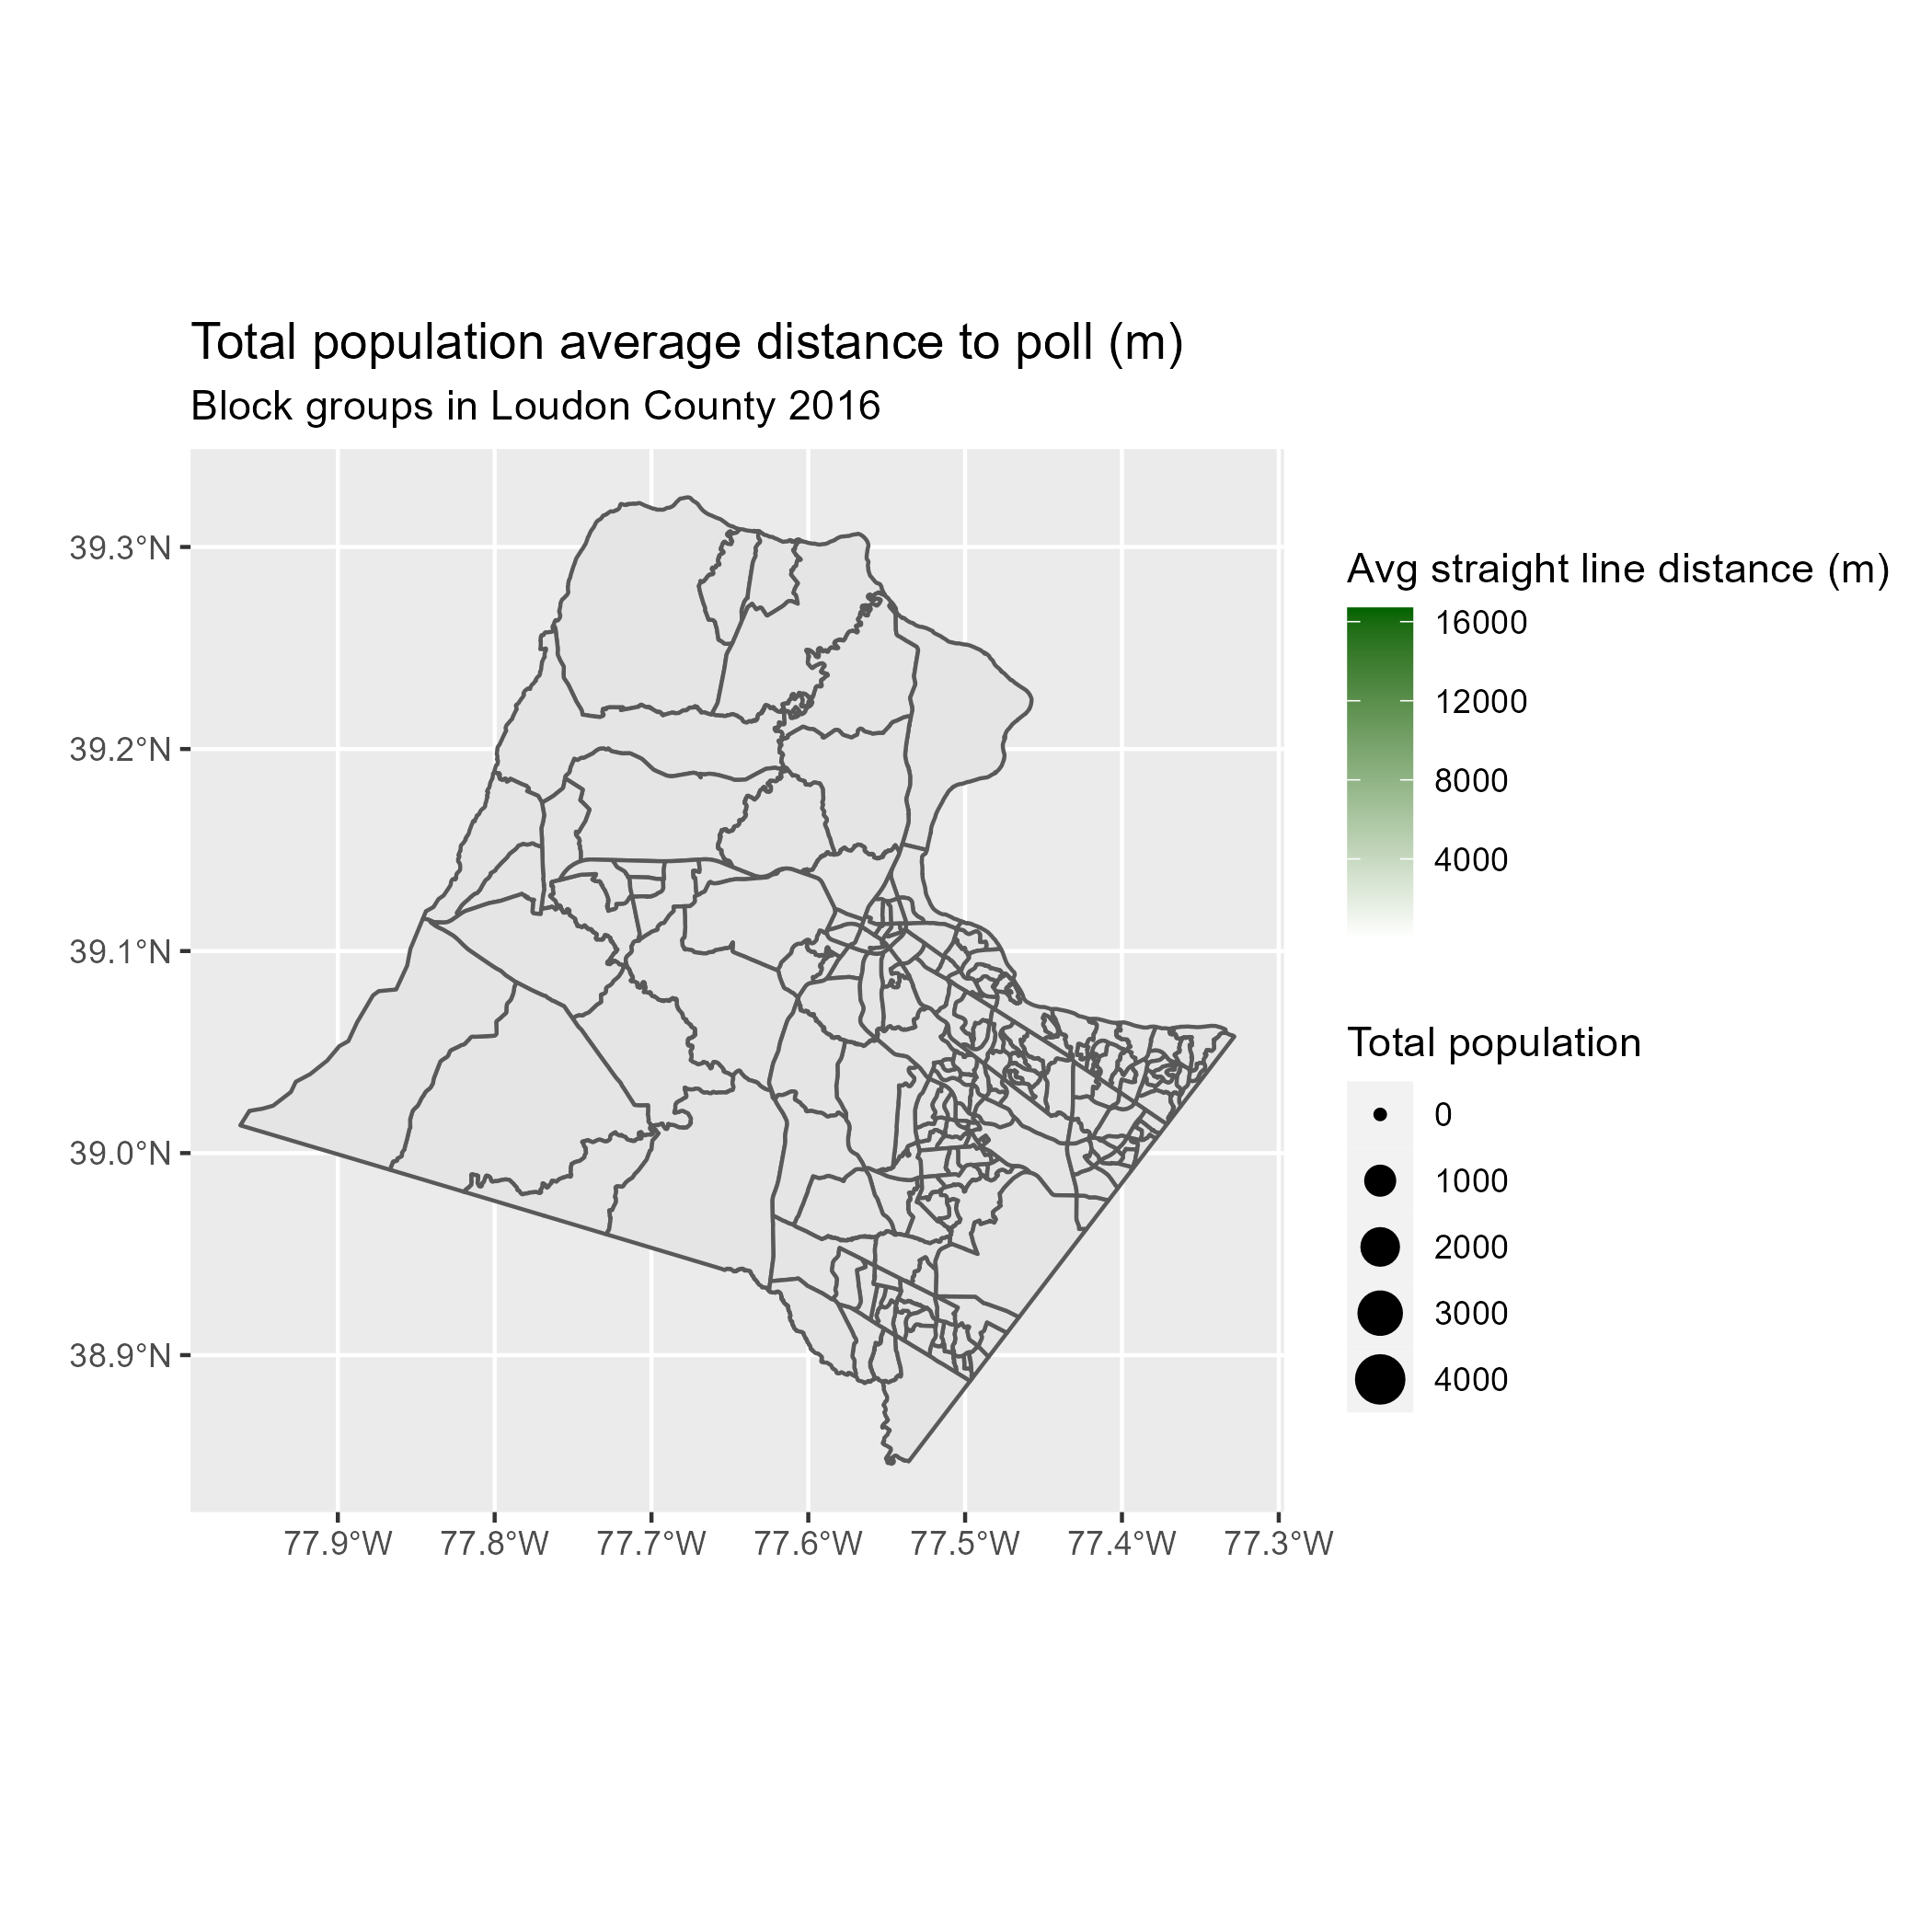 Total population average distance to poll (m)
Block groups in Loudon County 2016
39.3°N
39.2°N
39.1°N
39.0°N
38.9°N
77.9°W
77.8°W
77.7°W
77.6°W
77.5°W
77.4°W
77.3°W
Avg straight line distance (m)
16000
12000
8000
4000
Total population
0
1000
2000
3000
4000